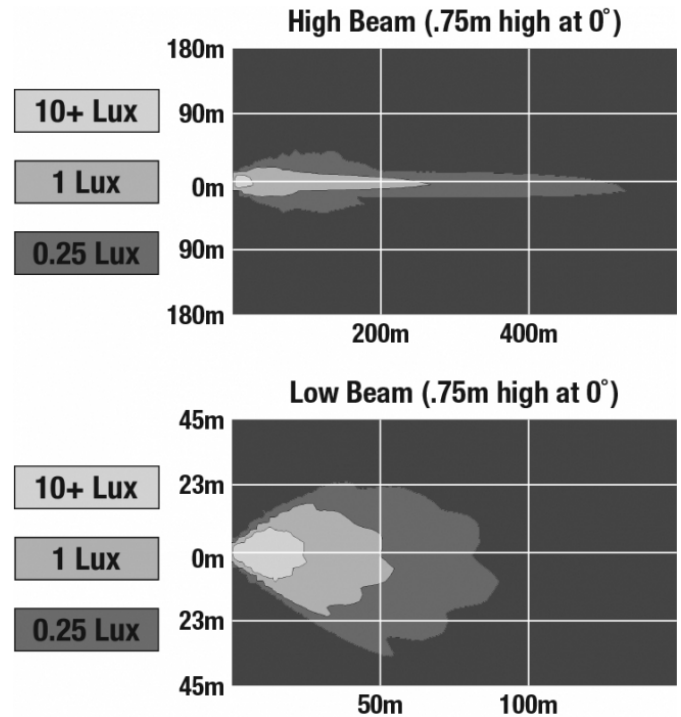 High Beam (.75m high at 0°)
180m
90m
0m
90m
180m
10+ Lux
1 Lux
0.25 Lux
200m
400m
Low Beam (.75m high at 0°)
45m
23m
0m
23m
45m
10+ Lux
1 Lux
0.25 Lux
50m
100m